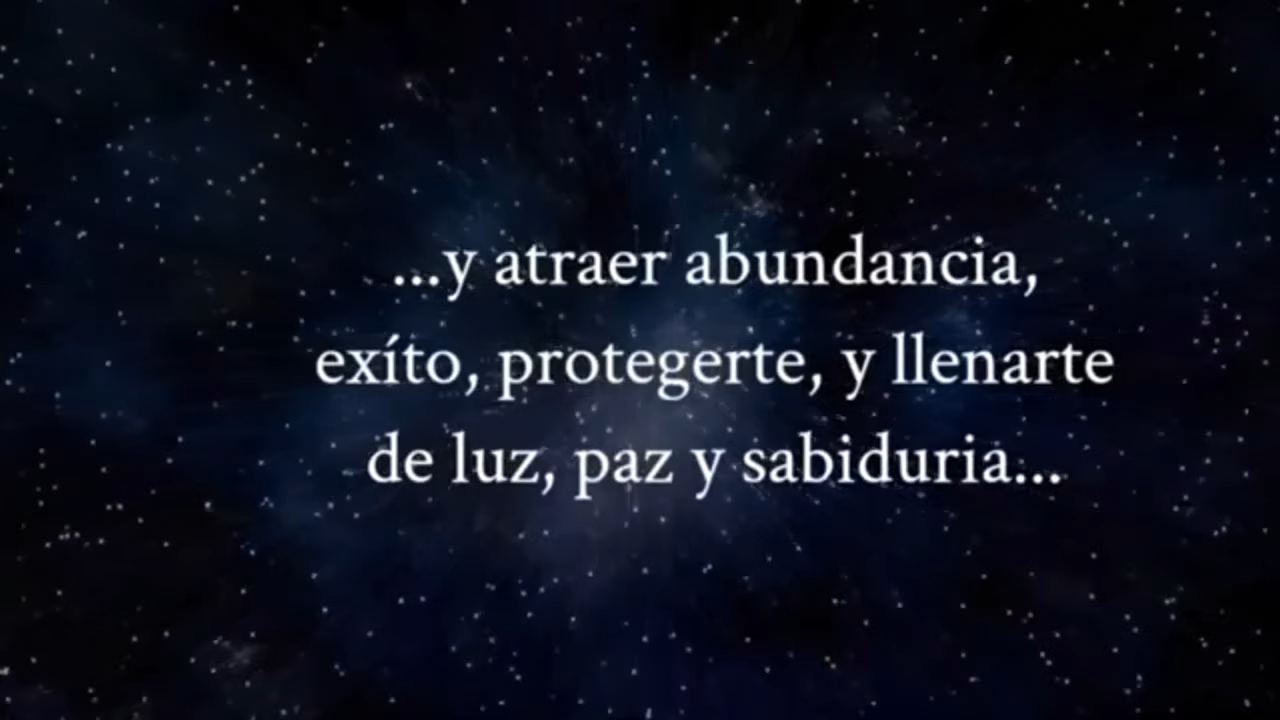 ...y atraer abundancia,
exíto, protegerte, y llenarte
de luz, paz y sabiduria...